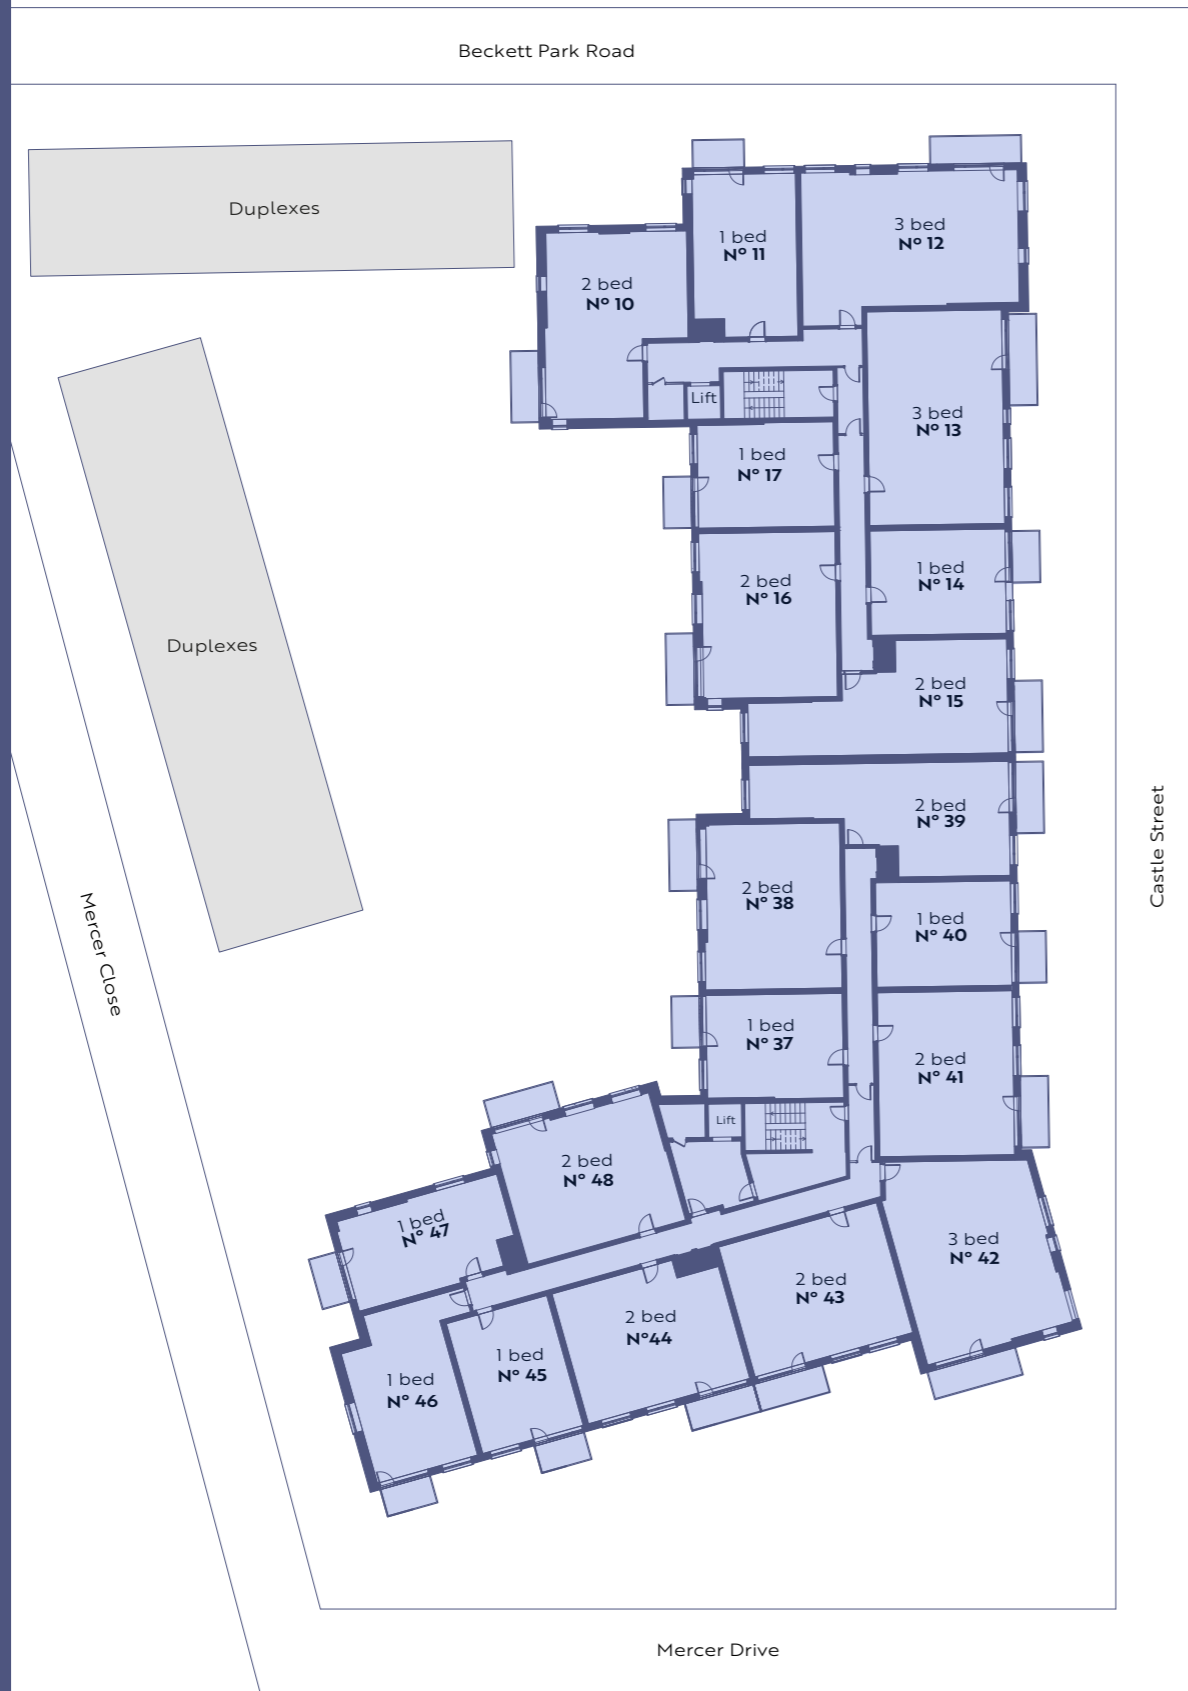 Beckett Park Road
Duplexes
3 bed
Nº 12
1 bed
Nº 11
2 bed
Nº 10
Lift
3 bed
Nº 13
1 bed
Nº 17
1 bed
Nº 14
2 bed
Nº 16
Duplexes
2 bed
Nº 15
2 bed
Nº 39
Castle Street
2 bed
Nº 38
1 bed
Nº 40
Mercer Close
1 bed
Nº 37
2 bed
Nº 41
Lift
2 bed
Nº 48
1 bed
Nº 47
3 bed
Nº 42
2 bed
Nº 43
2 bed
Nº44
1 bed
Nº 45
1 bed
Nº 46
Mercer Drive